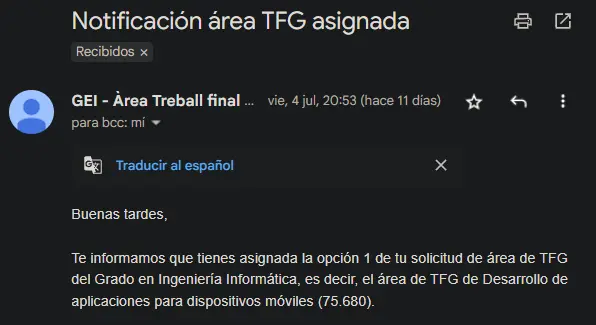 Notificación área TFG asignada
Recibidos ×
GEI - Àrea Treball final ... vie, 4 jul, 20:53 (hace 11 días)
para bcc: mí
Traducir al español
Buenas tardes,
Te informamos que tienes asignada la opción 1 de tu solicitud de área de TFG
del Grado en Ingeniería Informática, es decir, el área de TFG de Desarrollo de
aplicaciones para dispositivos móviles (75.680).